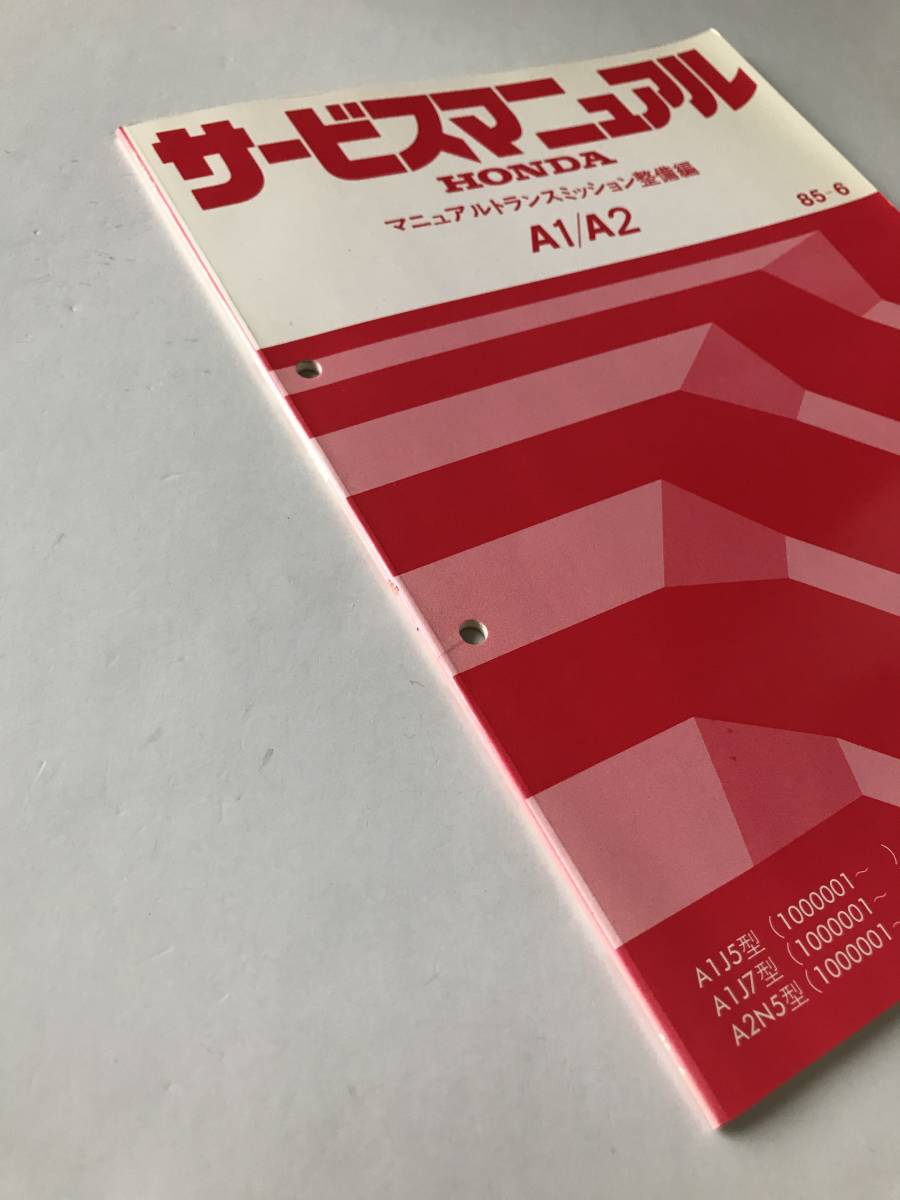 サービスマニュアル
HONDA
マニュアルトランスミッション整備編
A1/A2
85-6
A1J5型(1000001~ )
A1J7型(1000001~
A2N5型(1000001~